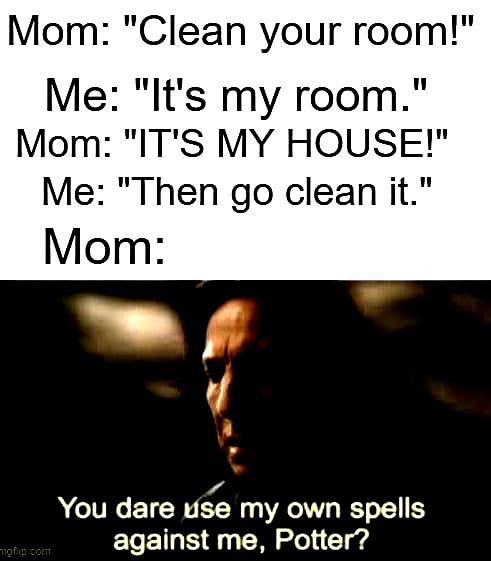 Mom: "Clean your room!"
Me: "It's my room."
Mom: "IT'S MY HOUSE!"
Me: "Then go clean it."
Mom:
You dare use my own spells
against me, Potter?
imgflip.com